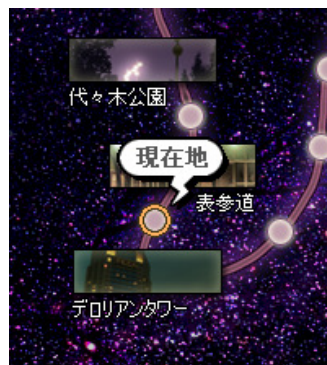 代々木公園
現在地
表参道
デロリアンタワー